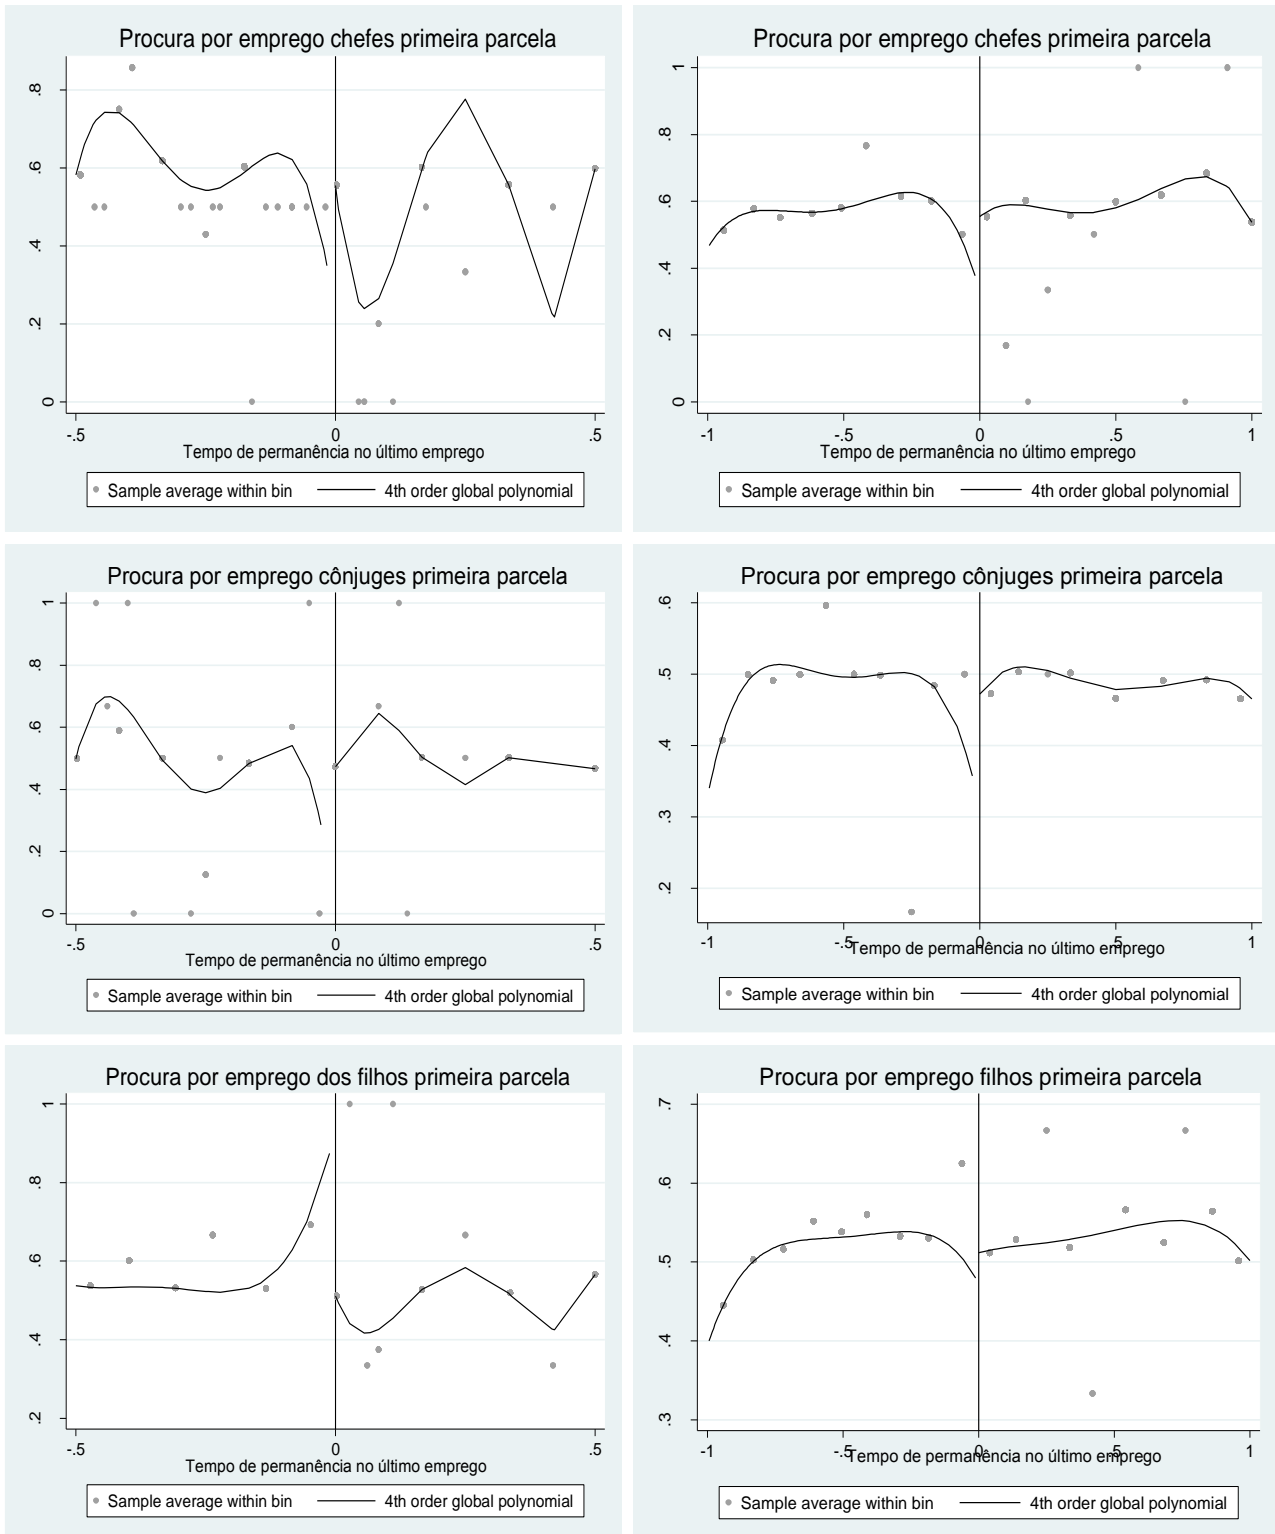 Procura por emprego chefes primeira parcela
.8
.6
.4
.2
0
-.5
0
.5
Tempo de permanência no último emprego
Sample average within bin
4th order global polynomial
Procura por emprego chefes primeira parcela
1
.8
.6
.4
.2
0
-1
-.5
0
.5
1
Tempo de permanência no último emprego
Sample average within bin
4th order global polynomial
Procura por emprego cônjuges primeira parcela
1
.8
.6
.4
.2
0
-.5
0
.5
Tempo de permanência no último emprego
Sample average within bin
4th order global polynomial
Procura por emprego cônjuges primeira parcela
.6
.5
.4
.3
.2
-1
-.5
0
.5
1
Tempo de permanência no último emprego
Sample average within bin
4th order global polynomial
Procura por emprego dos filhos primeira parcela
1
.8
.6
.4
.2
-.5
0
.5
Tempo de permanência no último emprego
Sample average within bin
4th order global polynomial
Procura por emprego filhos primeira parcela
.7
.6
.5
.4
.3
-1
-.5
0
.5
1
Tempo de permanência no último emprego
Sample average within bin
4th order global polynomial